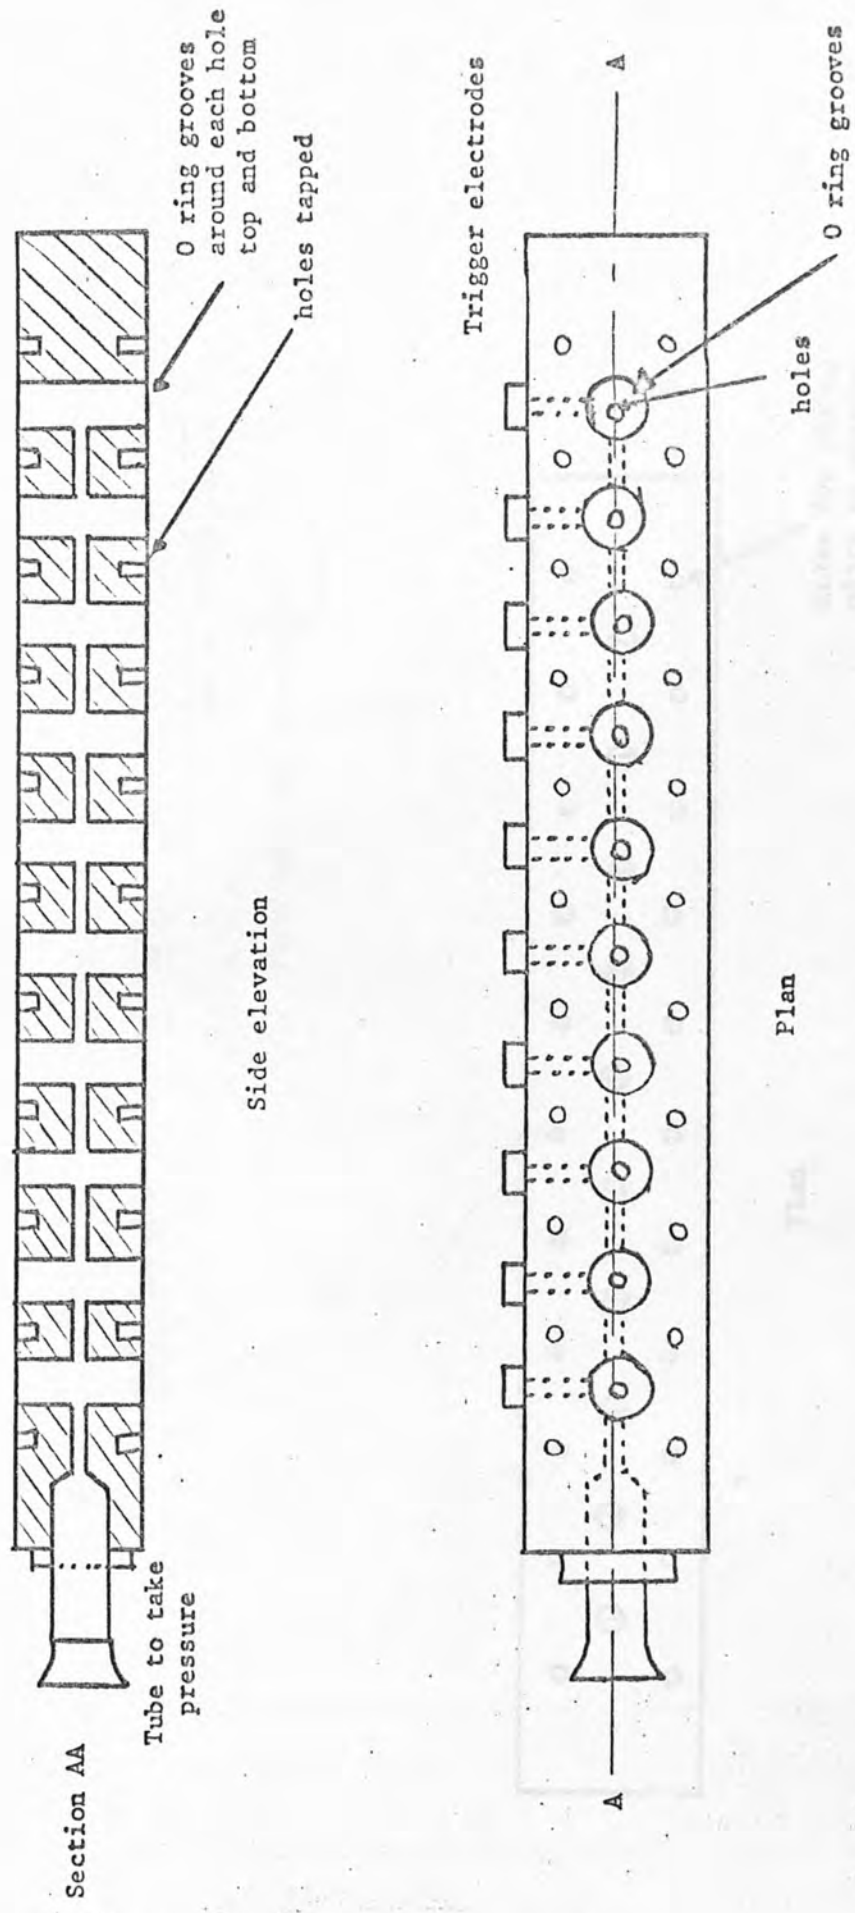 Section AA
Tube to take
pressure
Side elevation
O ring grooves
around each hole
top and bottom
holes tapped
Trigger electrodes
A
A
holes
O ring grooves
Plan